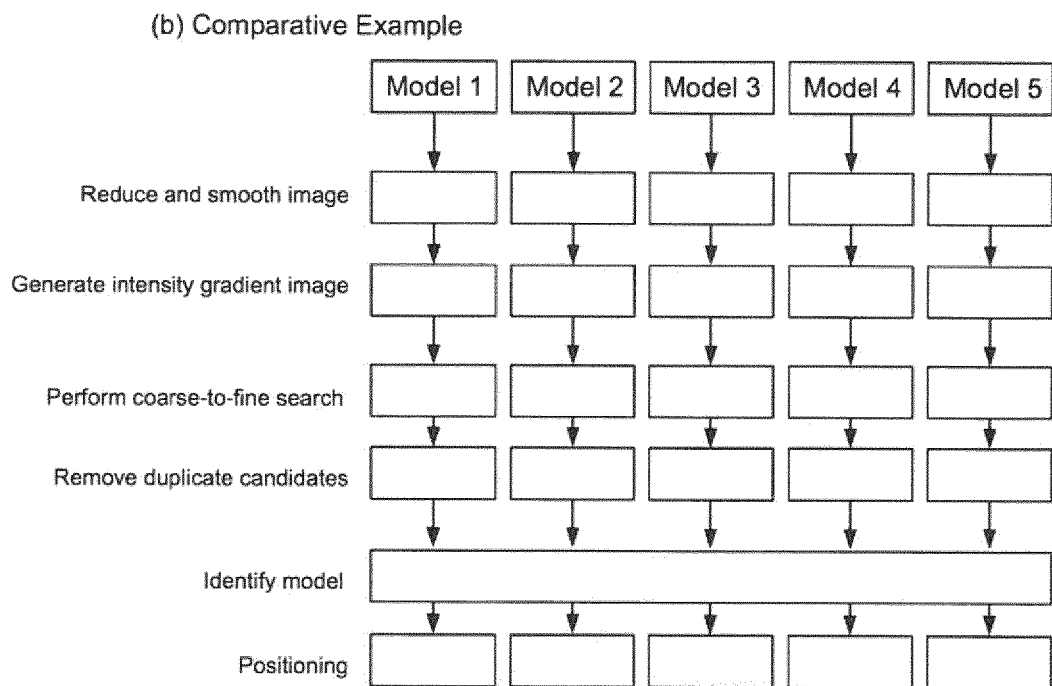 (b) Comparative Example
Model 1 Model 2 Model 3 Model 4 Model 5
Reduce and smooth image
Generate intensity gradient image
Perform coarse-to-fine search
Remove duplicate candidates
Identify model
Positioning